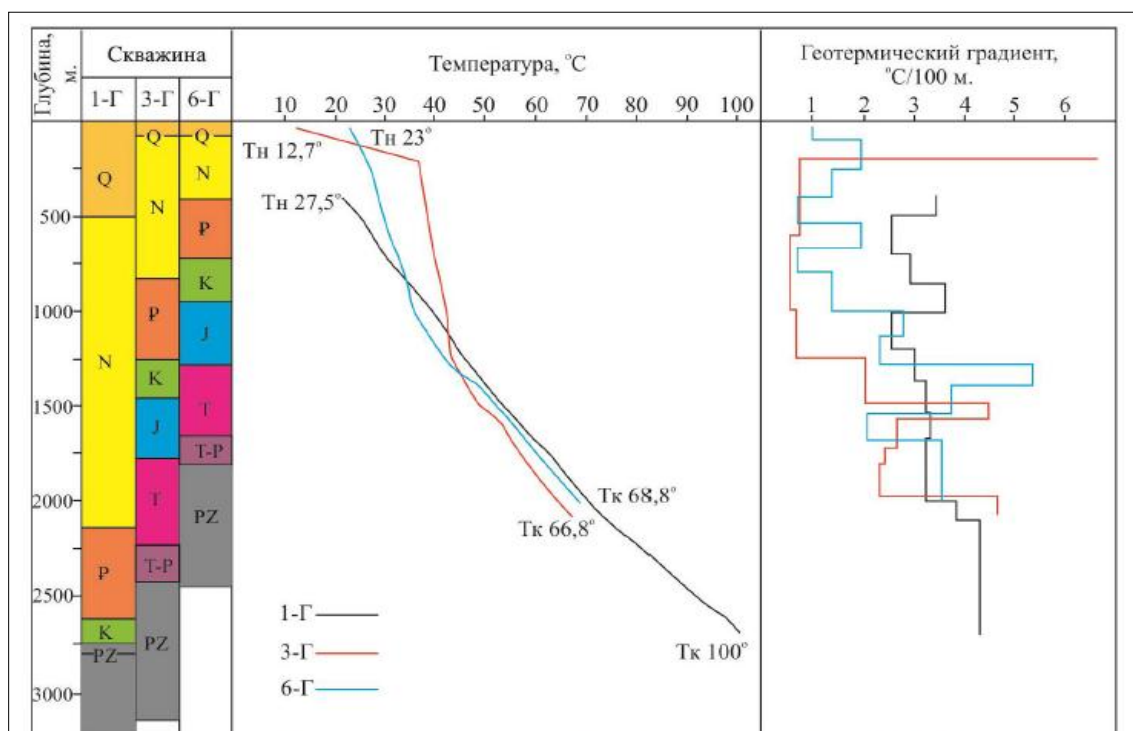 Глубина, м.
Скважина
1-Г 3-Г 6-Г
Температура, °С
10 20 30 40 50 60 70 80 90 100
Геотермический градиент, °С/100 м.
1 2 3 4 5 6
500
1000
1500
2000
2500
3000
Q
N
₽
K
PZ
Q
N
₽
K
J
T
T-P
PZ
Q
N
₽
K
J
T
T-P
PZ
Тн 12,7°
Тн 23°
Тн 27,5°
Тк 68,8°
Тк 66,8°
Тк 100°
1-Г
3-Г
6-Г